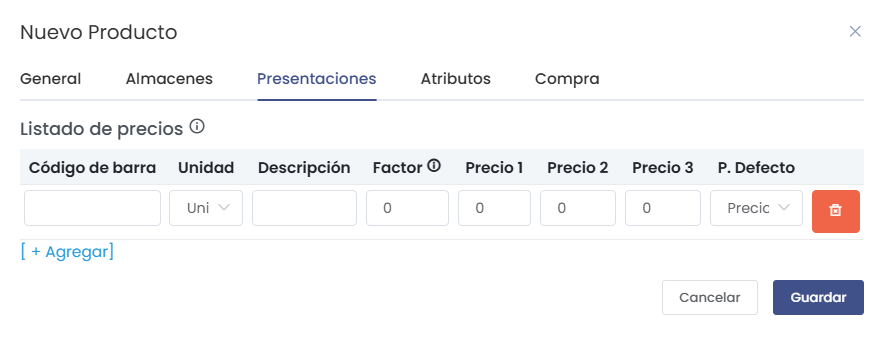 Nuevo Producto
General Almacenes Presentaciones Atributos Compra
Listado de precios
Código de barra Unidad Descripción Factor Precio 1 Precio 2 Precio 3 P. Defecto
Uni 0 0 0 0 Precio
[ + Agregar]
Cancelar Guardar